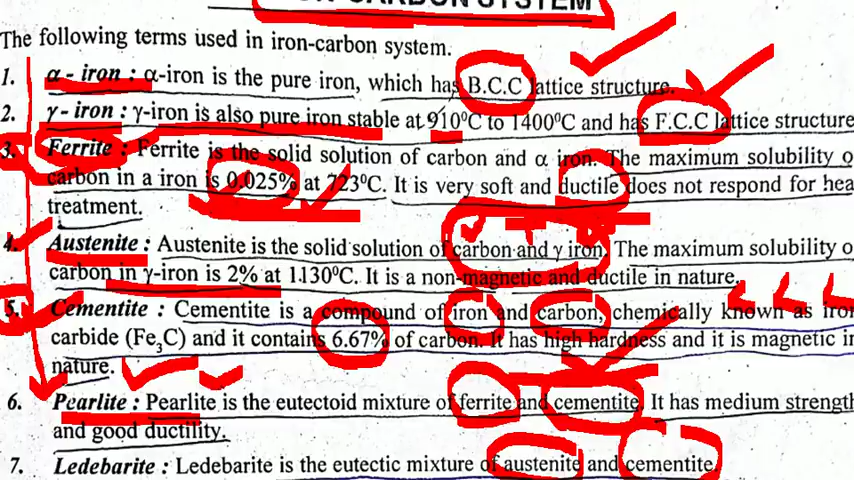 CARBON SYSTEM
The following terms used in iron-carbon system.
1. α - iron : α-iron is the pure iron, which has B.C.C lattice structure.
2. γ - iron : γ-iron is also pure iron stable at 910°C to 1400°C and has F.C.C lattice structure
3. Ferrite : Ferrite is the solid solution of carbon and α iron. The maximum solubility o
carbon in a iron is 0.025% at 723°C. It is very soft and ductile does not respond for hea
treatment.
4. Austenite : Austenite is the solid solution of carbon and γ iron. The maximum solubility o
carbon in γ-iron is 2% at 1130°C. It is a non-magnetic and ductile in nature.
5. Cementite : Cementite is a compound of iron and carbon, chemically known as iron
carbide (Fe₃C) and it contains 6.67% of carbon. It has high hardness and it is magnetic in
nature.
6. Pearlite : Pearlite is the eutectoid mixture of ferrite and cementite. It has medium strength
and good ductility.
7. Ledebarite : Ledebarite is the eutectic mixture of austenite and cementite.